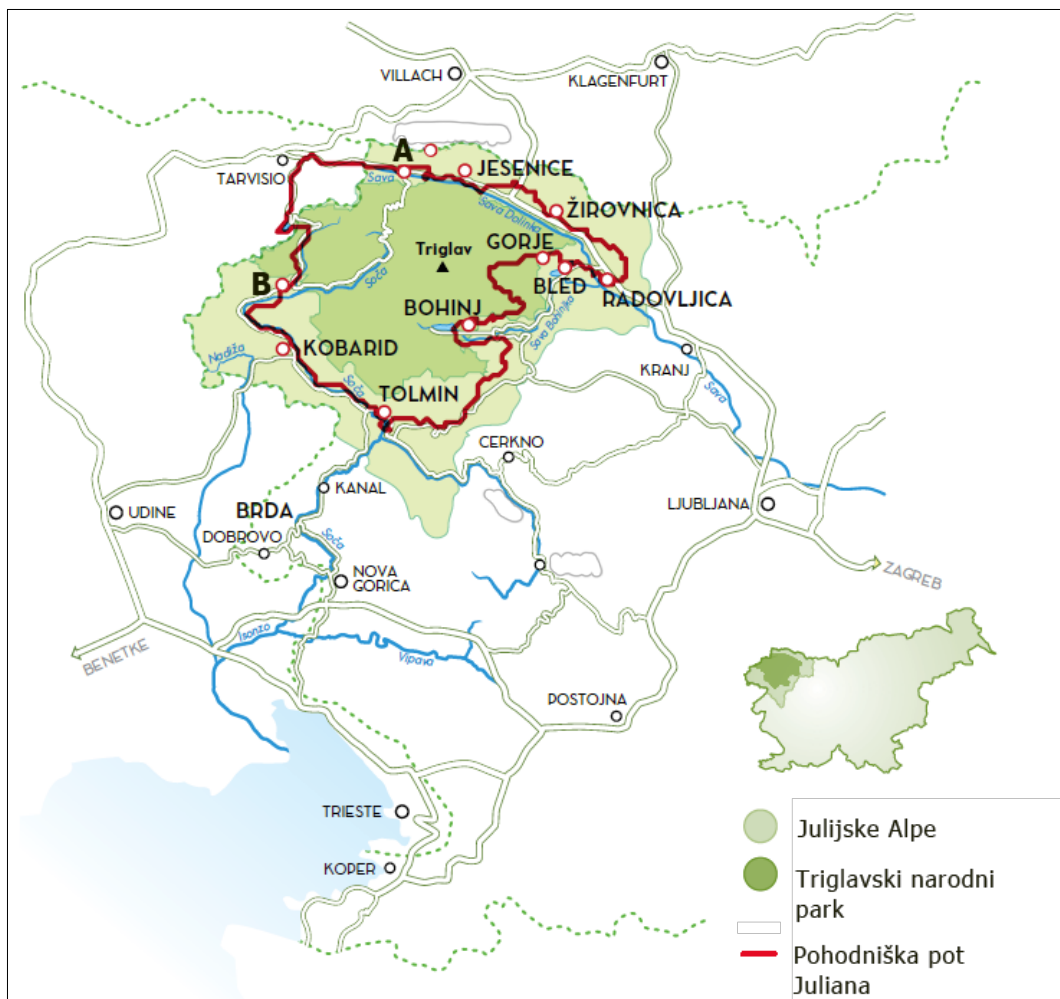 VILLACH
KLAGENFURT
A
TARVISIO
Sava
JESENICE
Sava Dolinka
ŽIROVNICA
GORJE
Triglav
Soča
B
BLED
RADOVLJICA
BOHINJ
Sava Bohinjka
KOBARID
Nadiža
KRANJ
Soča
TOLMIN
Sava
CERKNO
KANAL
LJUBLJANA
UDINE
BRDA
DOBROVO
Soča
NOVA
GORICA
ZAGREB
Isonzo
BENETKE
Vipava
POSTOJNA
TRIESTE
KOPER
Julijske Alpe
Triglavski narodni
park
Pohodniška pot
Juliana